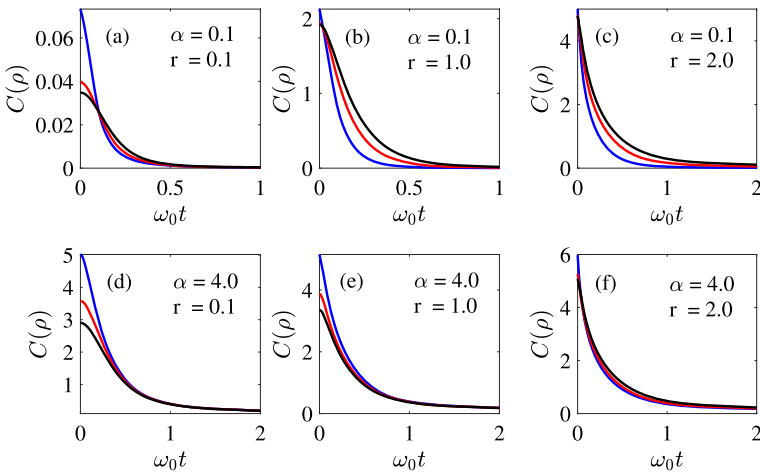 (a) α = 0.1
r = 0.1
C(ρ)
0.06
0.04
0.02
0
0 0.5 1
ω₀t
(b) α = 0.1
r = 1.0
C(ρ)
2
1
0
0 0.5 1
ω₀t
(c) α = 0.1
r = 2.0
C(ρ)
4
2
0
0 1 2
ω₀t
(d) α = 4.0
r = 0.1
C(ρ)
5
4
3
2
1
0 1 2
ω₀t
(e) α = 4.0
r = 1.0
C(ρ)
4
2
0
0 1 2
ω₀t
(f) α = 4.0
r = 2.0
C(ρ)
6
4
2
0
0 1 2
ω₀t